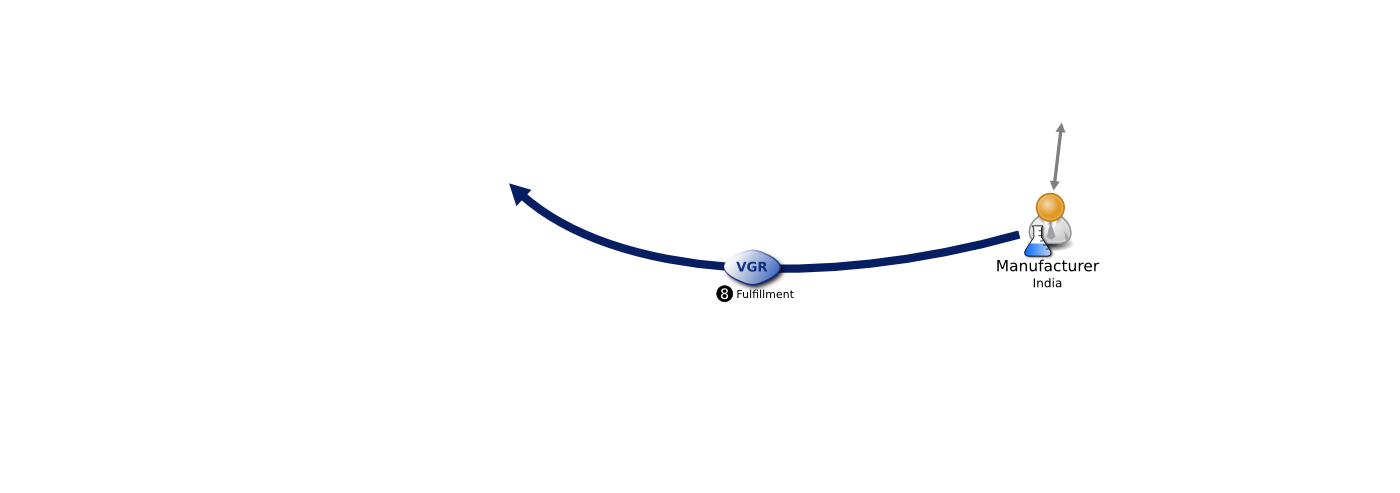 VGR
8 Fulfillment
Manufacturer
India